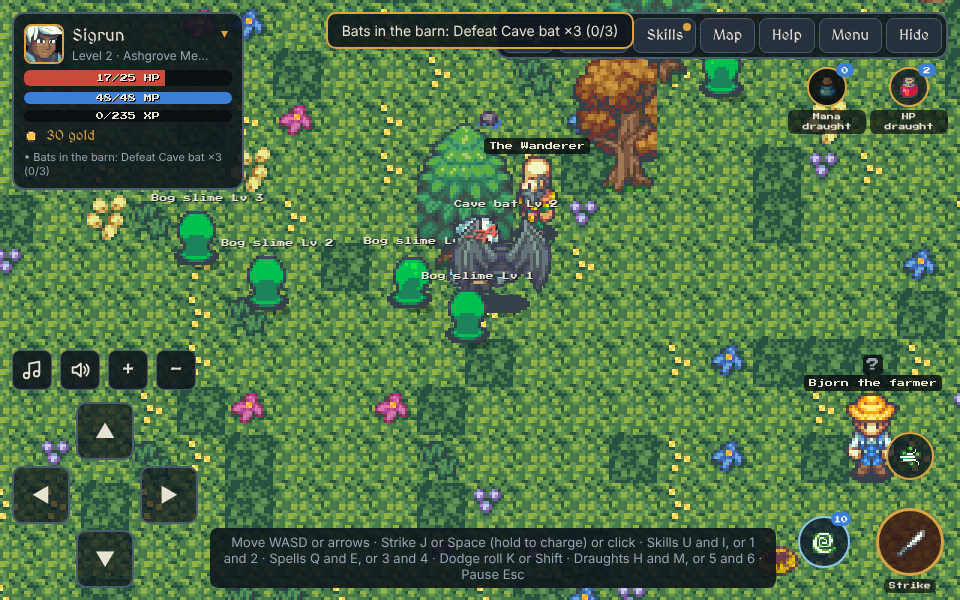 Sigrun
Level 2 · Ashgrove Me...
17/25 HP
48/48 MP
0/235 XP
30 gold
• Bats in the barn: Defeat Cave bat ×3
(0/3)
Bats in the barn: Defeat Cave bat ×3 (0/3)
Skills
Map
Help
Menu
Hide
0
Mana
draught
2
HP
draught
The Wanderer
Bog slime Lv 3
Cave bat Lv 2
Bog slime Lv 2
Bog slime L
Bog slime Lv 1
?
Bjorn the farmer
10
Strike
Move WASD or arrows · Strike J or Space (hold to charge) or click · Skills U and I, or 1
and 2 · Spells Q and E, or 3 and 4 · Dodge roll K or Shift · Draughts H and M, or 5 and 6 ·
Pause Esc